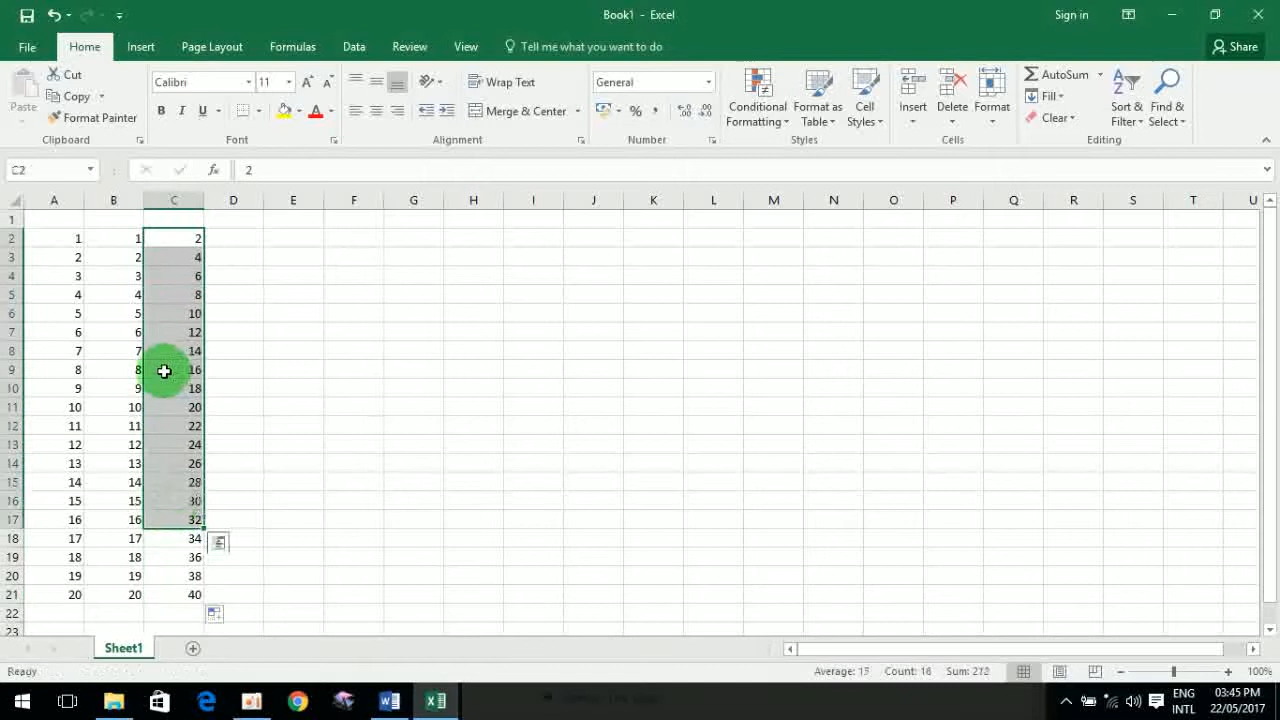 Book1 - Excel
Sign in
File Home Insert Page Layout Formulas Data Review View Tell me what you want to do Share
Paste Cut Copy Format Painter Clipboard
Calibri 11 A A B I U A Font
Wrap Text Merge & Center Alignment
General % , .0 .00 .00 .0 Number
Conditional Formatting Format as Table Cell Styles Styles
Insert Delete Format Cells
AutoSum Fill Clear Sort & Filter Find & Select Editing
C2 fx 2
A B C D E F G H I J K L M N O P Q R S T U
1
2 1 1 2
3 2 2 4
4 3 3 6
5 4 4 8
6 5 5 10
7 6 6 12
8 7 7 14
9 8 8 16
10 9 9 18
11 10 10 20
12 11 11 22
13 12 12 24
14 13 13 26
15 14 14 28
16 15 15 30
17 16 16 32
18 17 17 34
19 18 18 36
20 19 19 38
21 20 20 40
22
23
Sheet1
Ready Average: 17 Count: 16 Sum: 272 100%
ENG 03:45 PM
INTL 22/05/2017